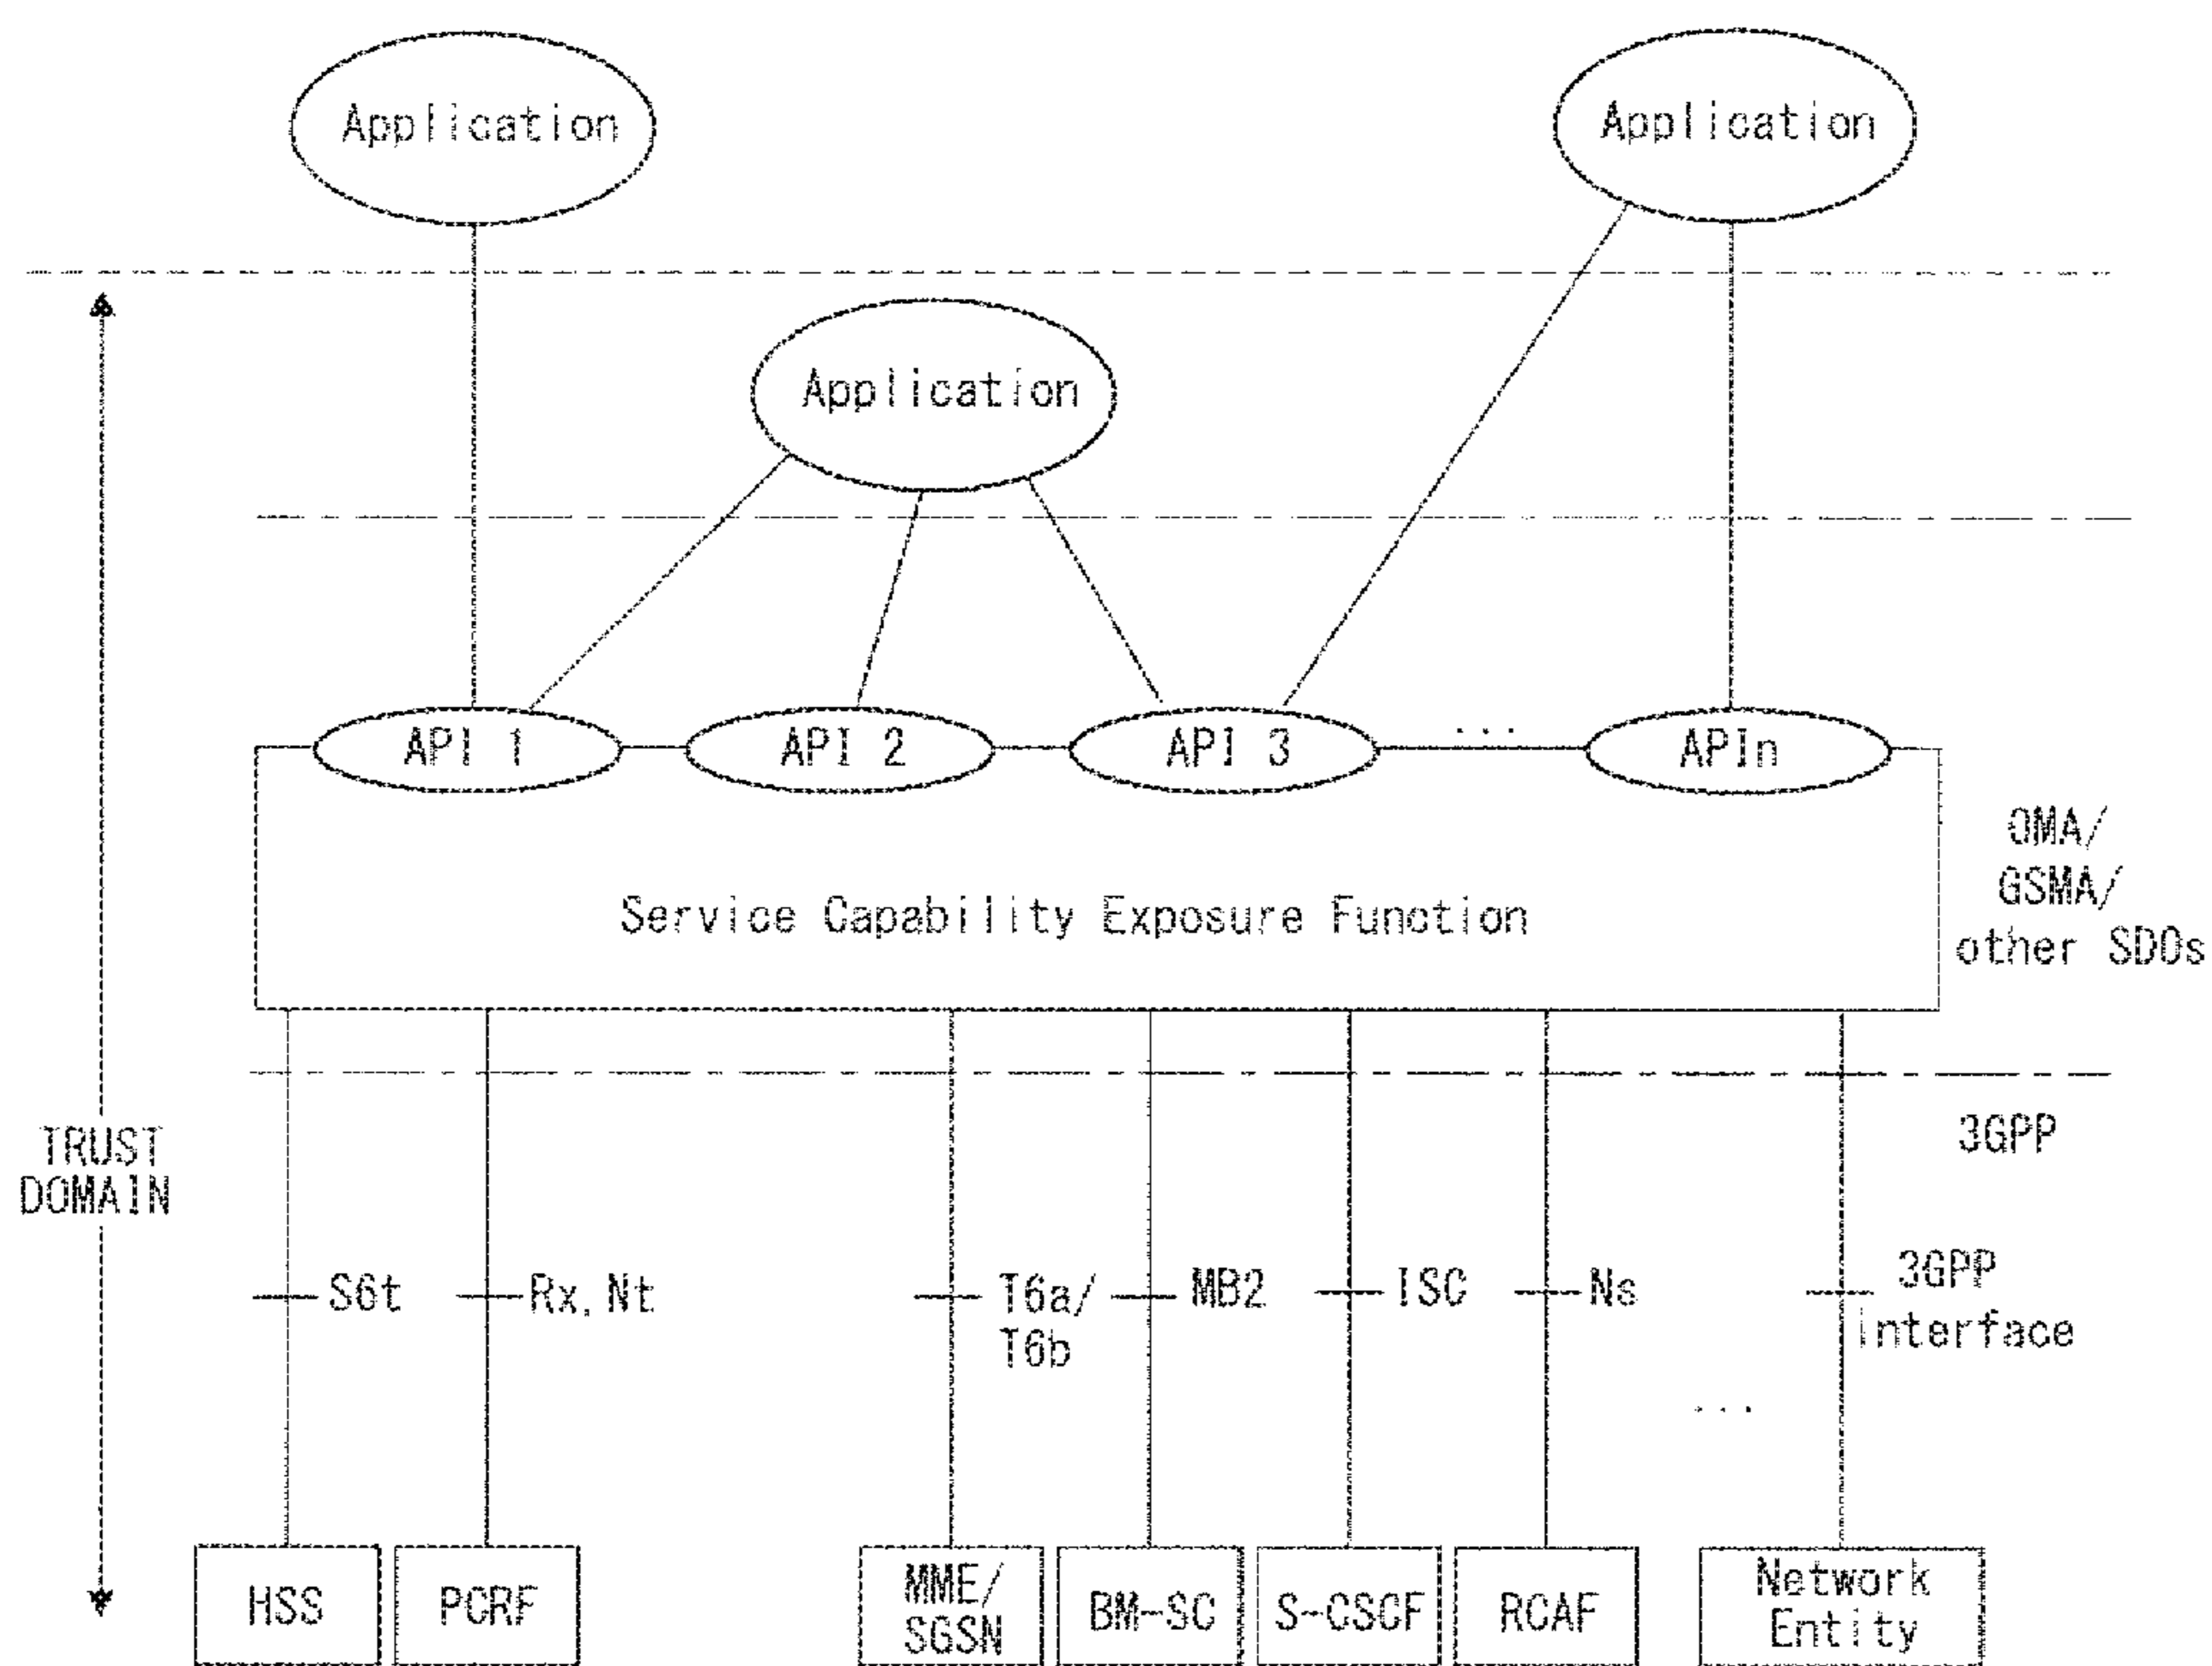 Application
Application
Application
API 1
API 2
API 3
...
APIn
OMA/
GSMA/
other SDOs
Service Capability Exposure Function
3GPP
TRUST
DOMAIN
S6t
Rx, Nt
T6a/
T6b
MB2
ISC
Ns
3GPP
interface
...
HSS
PCRF
MME/
SGSN
BM-SC
S-CSCF
RCAF
Network
Entity